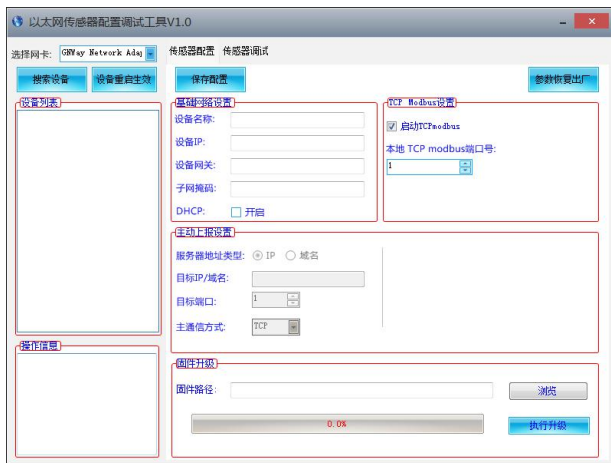 以太网传感器配置调试工具V1.0
选择网卡: GNWay Network Adap
传感器配置 传感器调试
搜索设备 设备重启生效 保存配置 参数恢复出厂
设备列表
基础网络设置
设备名称:
设备IP:
设备网关:
子网掩码:
DHCP: 开启
TCP Modbus设置
启动TCPmodbus
本地 TCP modbus端口号:
1
主动上报设置
服务器地址类型: IP 域名
目标IP/域名:
目标端口: 1
主通信方式: TCP
操作信息
固件升级
固件路径: 浏览
0.0% 执行升级